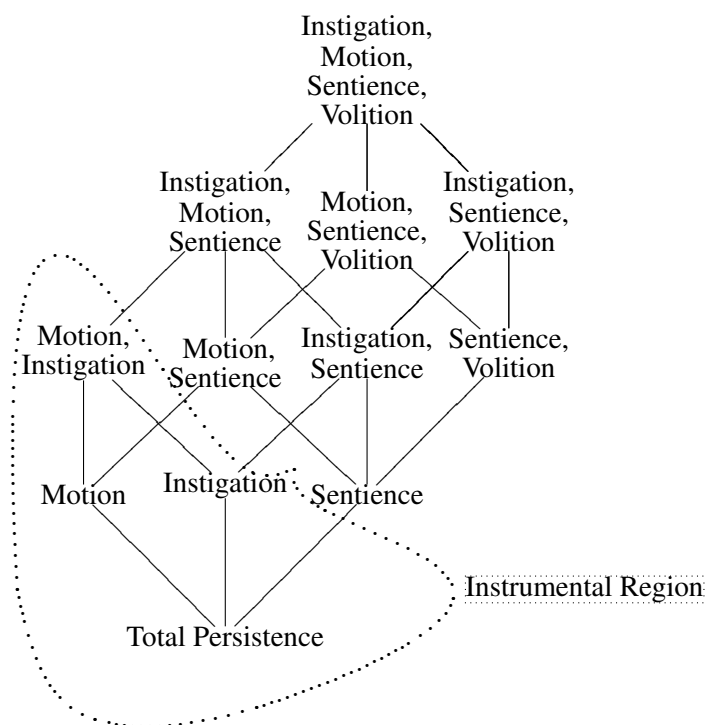 Instigation,
Motion,
Sentience,
Volition
Instigation,
Motion,
Sentience
Motion,
Sentience,
Volition
Instigation,
Sentience,
Volition
Motion,
Instigation
Motion,
Sentience
Instigation,
Sentience
Sentience,
Volition
Motion
Instigation
Sentience
Instrumental Region
Total Persistence